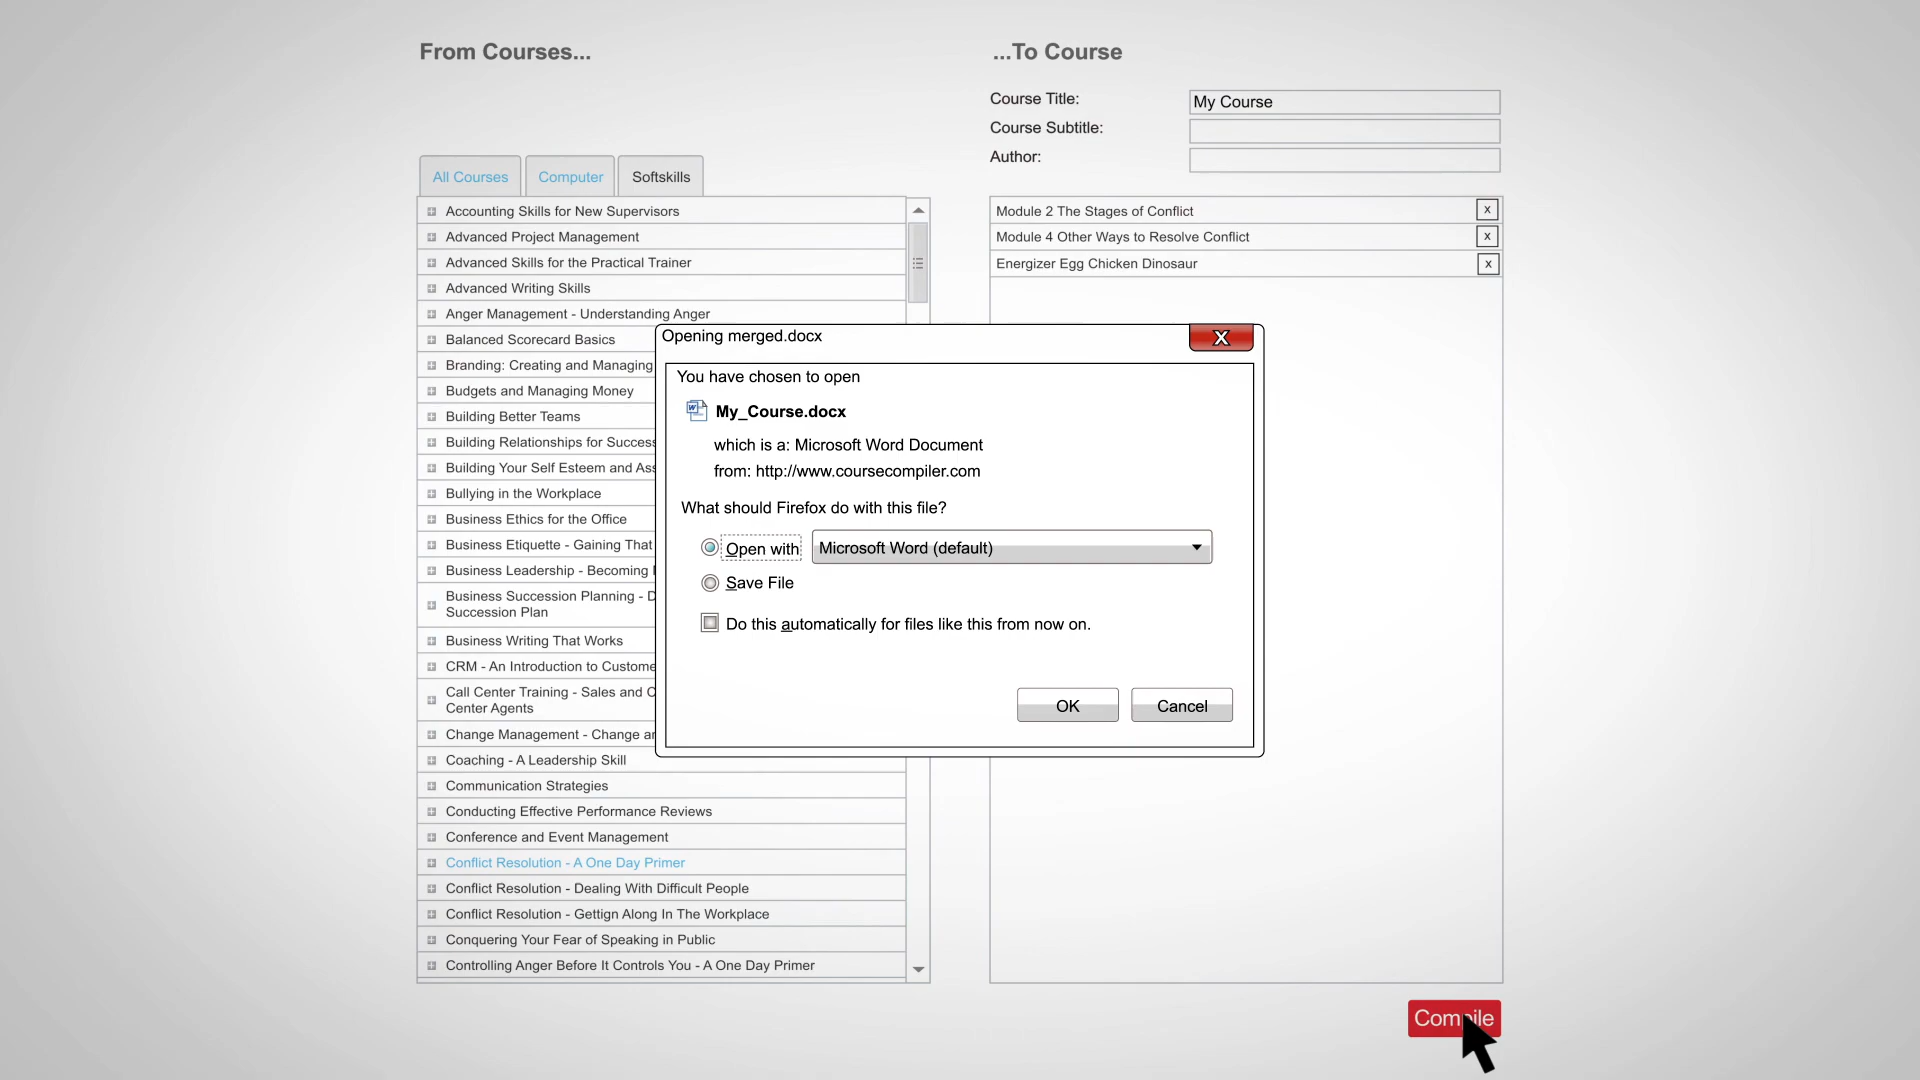 From Courses...
...To Course
Course Title:
My Course
Course Subtitle:
Author:
All Courses
Computer
Softskills
Accounting Skills for New Supervisors
Advanced Project Management
Advanced Skills for the Practical Trainer
Advanced Writing Skills
Anger Management - Understanding Anger
Balanced Scorecard Basics
Branding: Creating and Managing
Budgets and Managing Money
Building Better Teams
Building Relationships for Success
Building Your Self Esteem and Ass
Bullying in the Workplace
Business Ethics for the Office
Business Etiquette - Gaining That
Business Leadership - Becoming
Business Succession Planning - D
Succession Plan
Business Writing That Works
CRM - An Introduction to Custome
Call Center Training - Sales and C
Center Agents
Change Management - Change a
Coaching - A Leadership Skill
Communication Strategies
Conducting Effective Performance Reviews
Conference and Event Management
Conflict Resolution - A One Day Primer
Conflict Resolution - Dealing With Difficult People
Conflict Resolution - Gettign Along In The Workplace
Conquering Your Fear of Speaking in Public
Controlling Anger Before It Controls You - A One Day Primer
Module 2 The Stages of Conflict
x
Module 4 Other Ways to Resolve Conflict
x
Energizer Egg Chicken Dinosaur
x
Opening merged.docx
X
You have chosen to open
My_Course.docx
which is a: Microsoft Word Document
from: http://www.coursecompiler.com
What should Firefox do with this file?
Open with
Microsoft Word (default)
Save File
Do this automatically for files like this from now on.
OK
Cancel
Compile